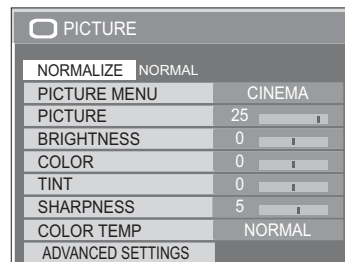 PICTURE
NORMALIZE NORMAL
PICTURE MENU CINEMA
PICTURE 25
BRIGHTNESS 0
COLOR 0
TINT 0
SHARPNESS 5
COLOR TEMP NORMAL
ADVANCED SETTINGS